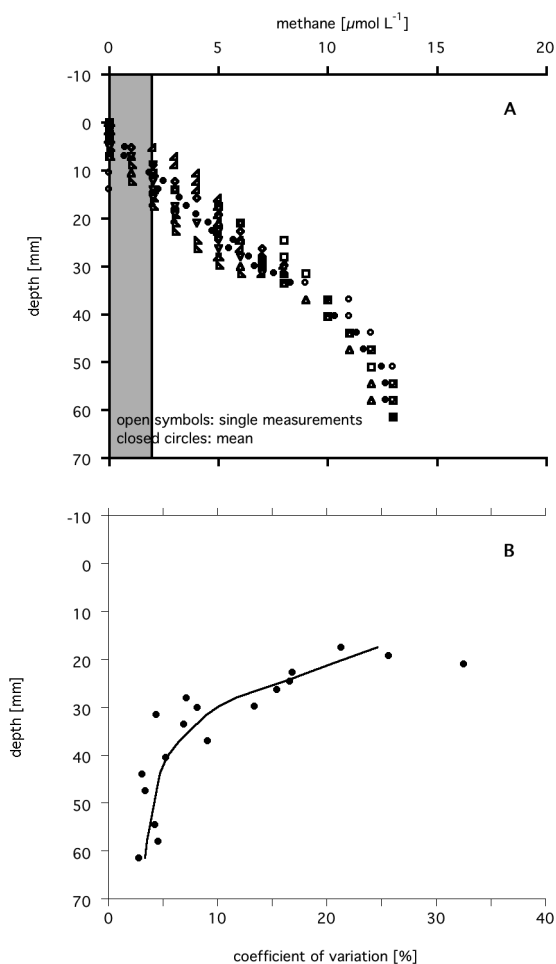 methane [µmol L⁻¹]
0 5 10 15 20
-10
A
0
10
20
30
depth [mm]
40
50
60
open symbols: single measurements
closed circles: mean
70
-10
B
0
10
20
30
depth [mm]
40
50
60
70
0 10 20 30 40
coefficient of variation [%]